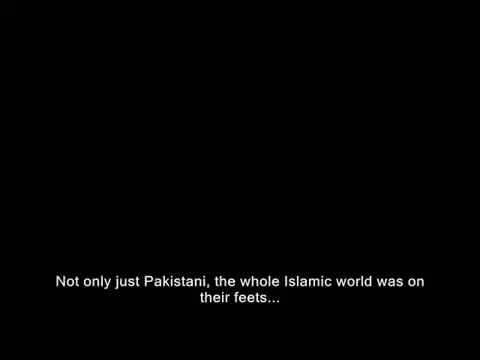 Not only just Pakistani, the whole Islamic world was on
their feets...